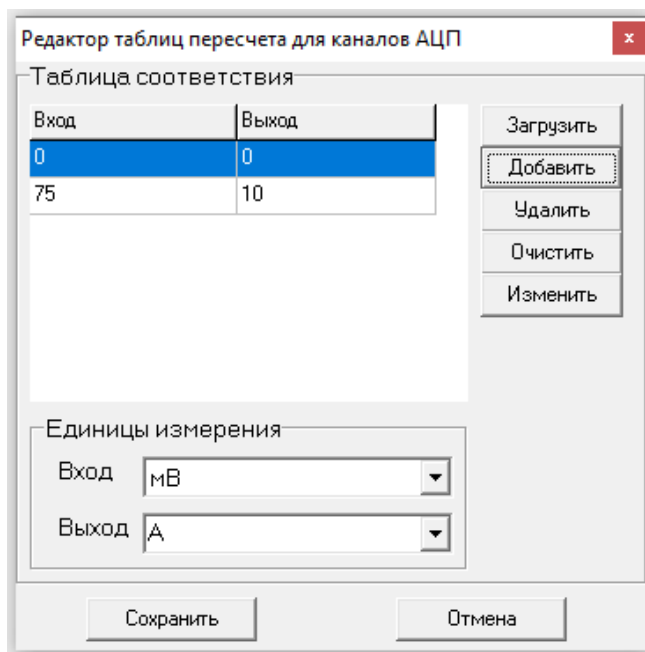 Редактор таблиц пересчета для каналов АЦП
x
Таблица соответствия
Вход Выход
0 0
75 10
Загрузить
Добавить
Удалить
Очистить
Изменить
Единицы измерения
Вход мВ
Выход А
Сохранить Отмена